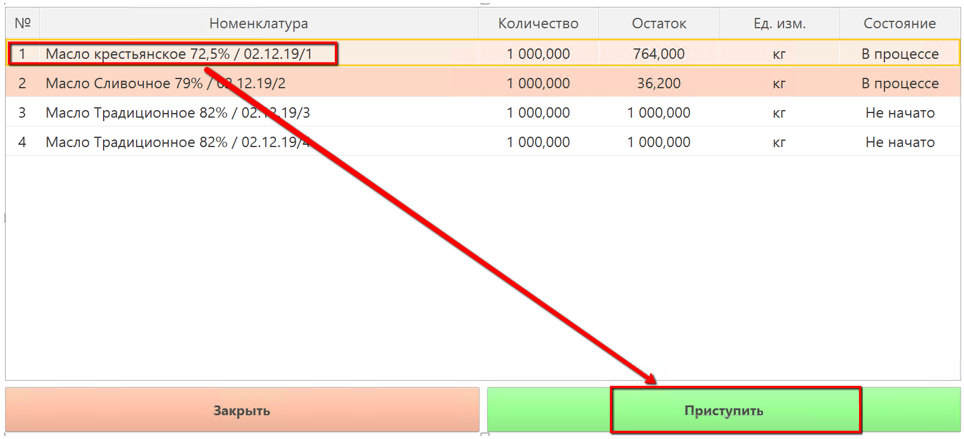 № Номенклатура Количество Остаток Ед. изм. Состояние
1 Масло крестьянское 72,5% / 02.12.19/1 1 000,000 764,000 кг В процессе
2 Масло Сливочное 79% / 02.12.19/2 1 000,000 36,200 кг В процессе
3 Масло Традиционное 82% / 02.12.19/3 1 000,000 1 000,000 кг Не начато
4 Масло Традиционное 82% / 02.12.19/4 1 000,000 1 000,000 кг Не начато
Закрыть Приступить